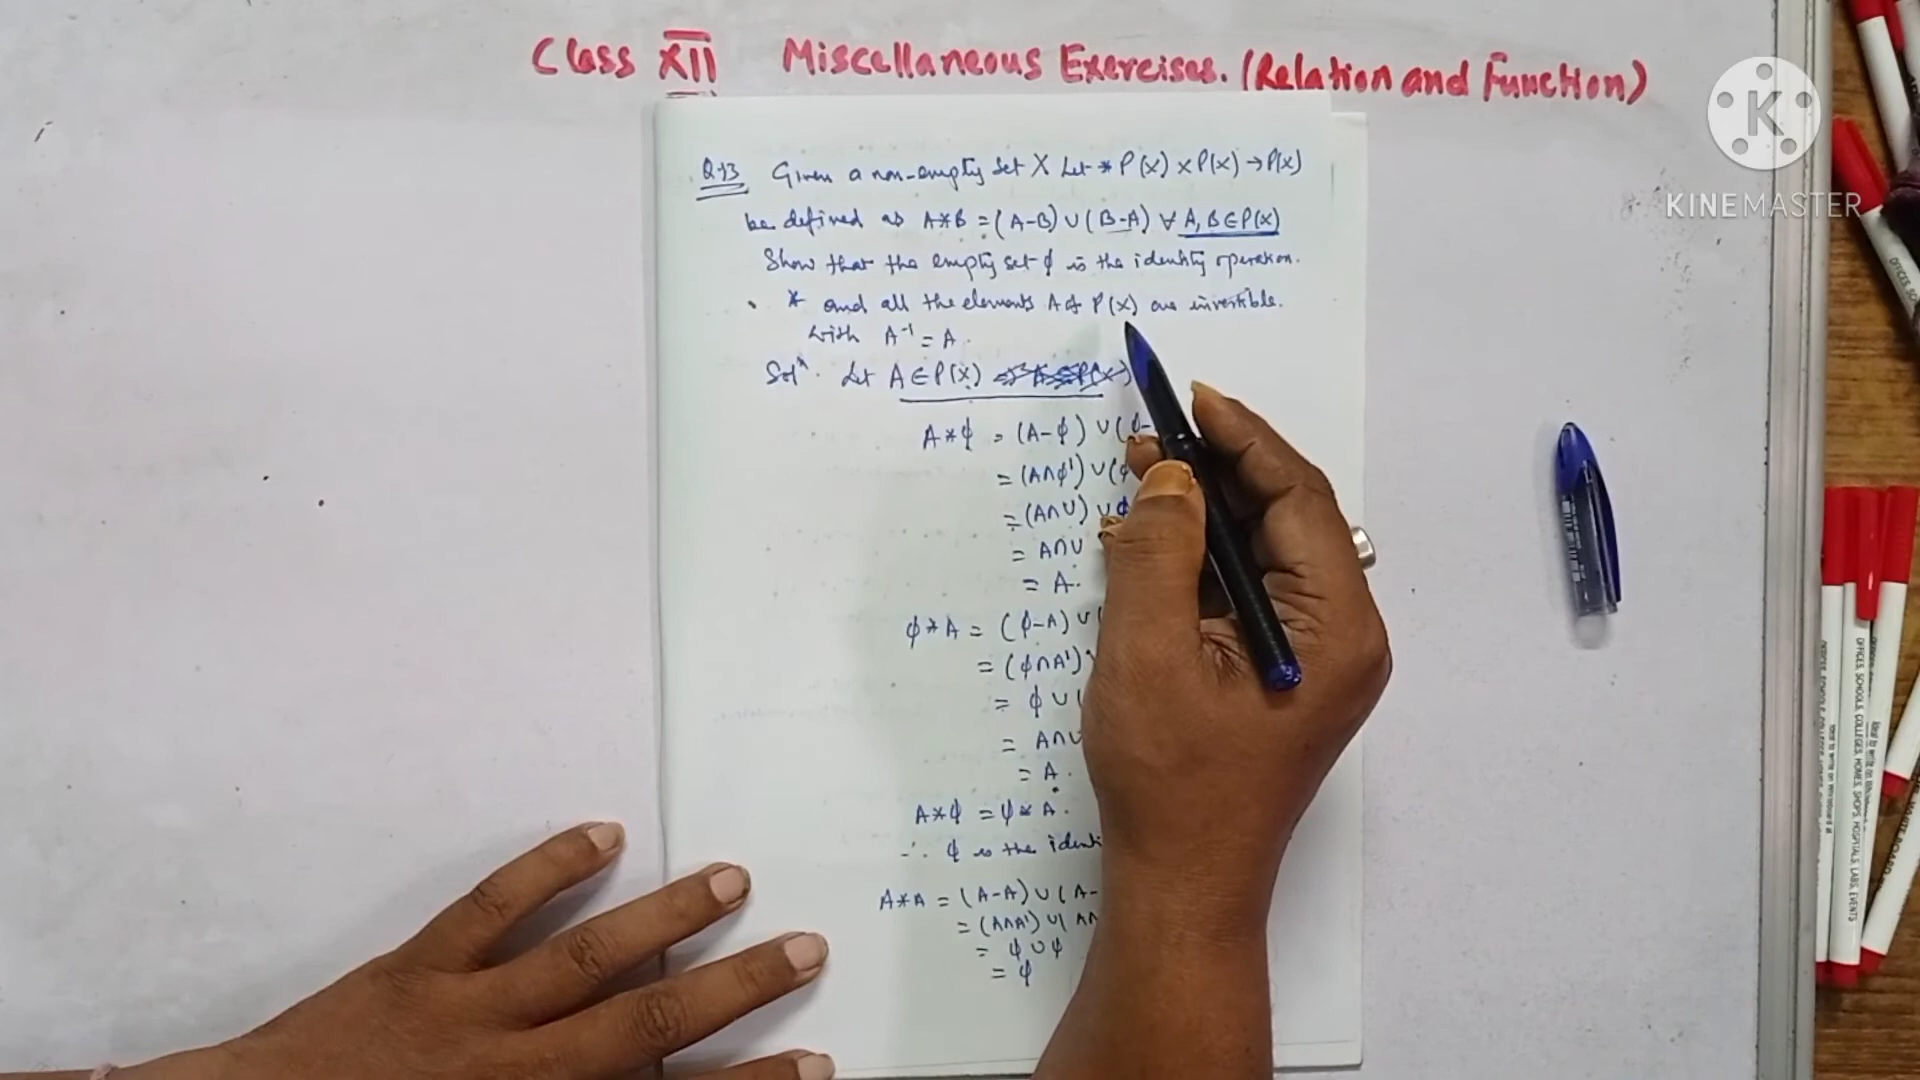 Class XII Miscellaneous Exercises. (Relation and Function)
K
KINEMASTER
Q.13 Given a non-empty set X Let * P(X) × P(X) → P(X)
be defined as A*B = (A-B) ∪ (B-A) ∀ A, B ∈ P(X)
Show that the empty set ϕ is the identity operation.
* and all the elements A of P(X) are invertible.
with A⁻¹ = A.
Solⁿ. Let A ∈ P(X)
A*ϕ = (A-ϕ) ∪ (ϕ-
= (A∩ϕ') ∪ (ϕ
= (A∩U) ∪ ϕ
= A∩U
= A.
ϕ*A = (ϕ-A) ∪
= (ϕ∩A')
= ϕ ∪ (
= A∩U
= A.
A*ϕ = ϕ*A.
∴ ϕ is the identi
A*A = (A-A) ∪ (A-
= (A∩A') ∪ (A∩
= ϕ ∪ ϕ
= ϕ